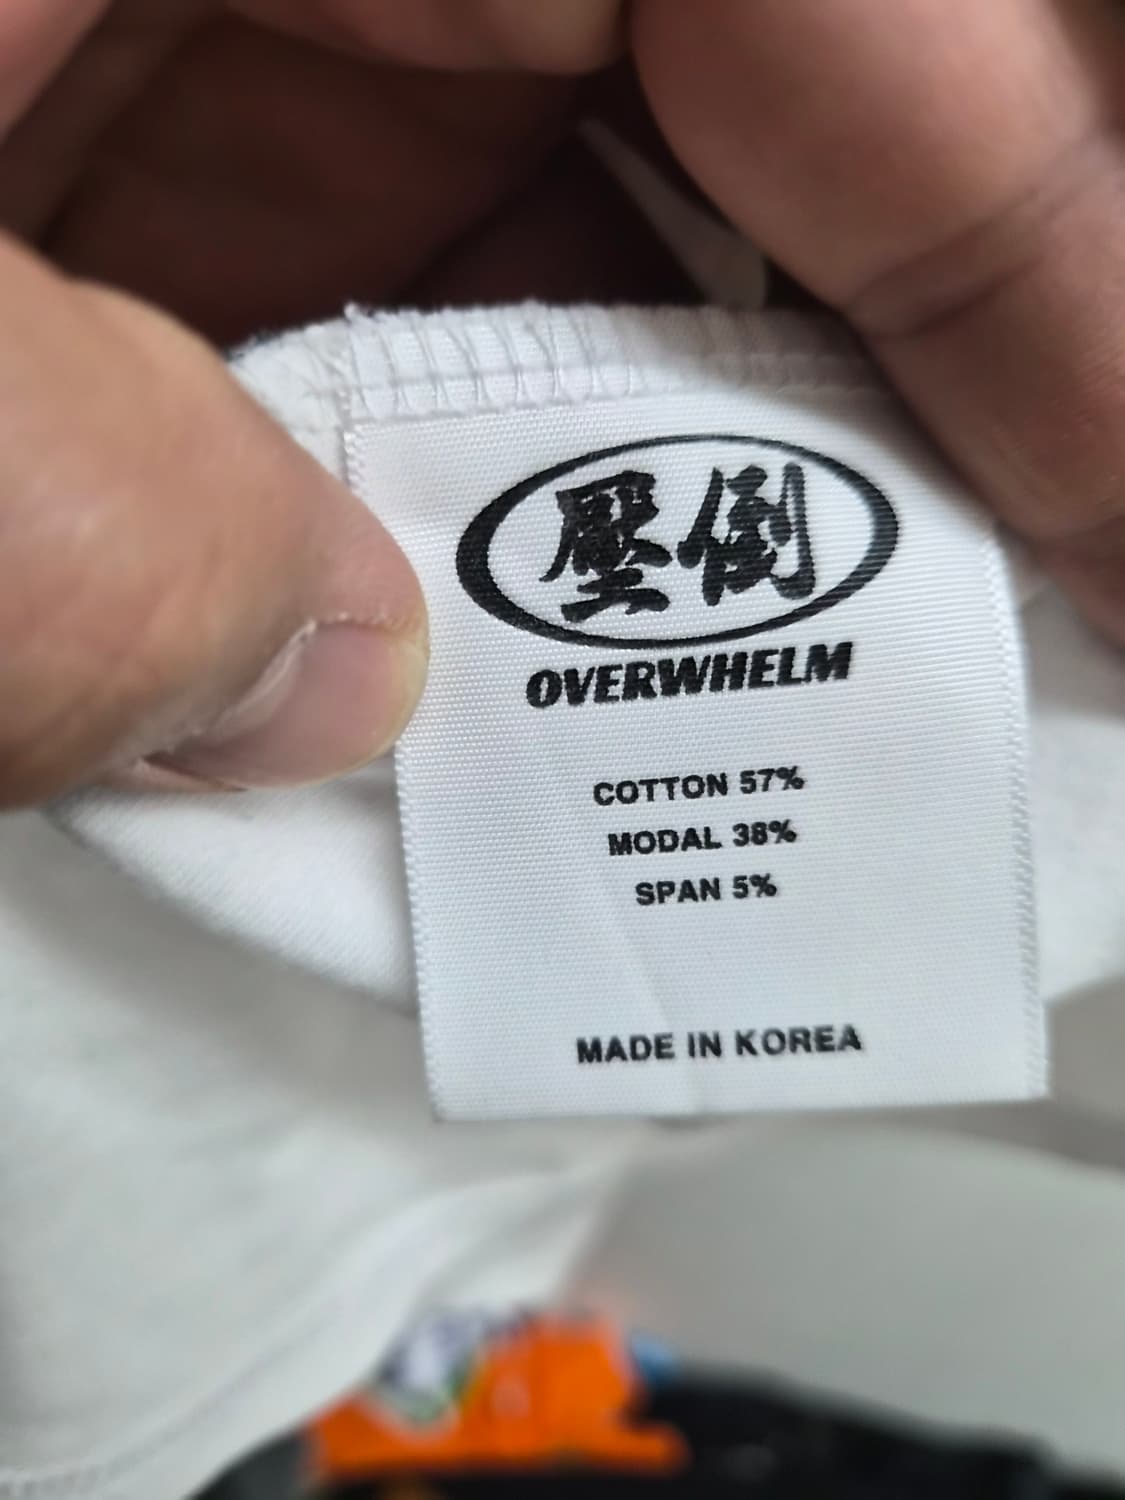 壓倒
OVERWHELM
COTTON 57%
MODAL 38%
SPAN 5%
MADE IN KOREA